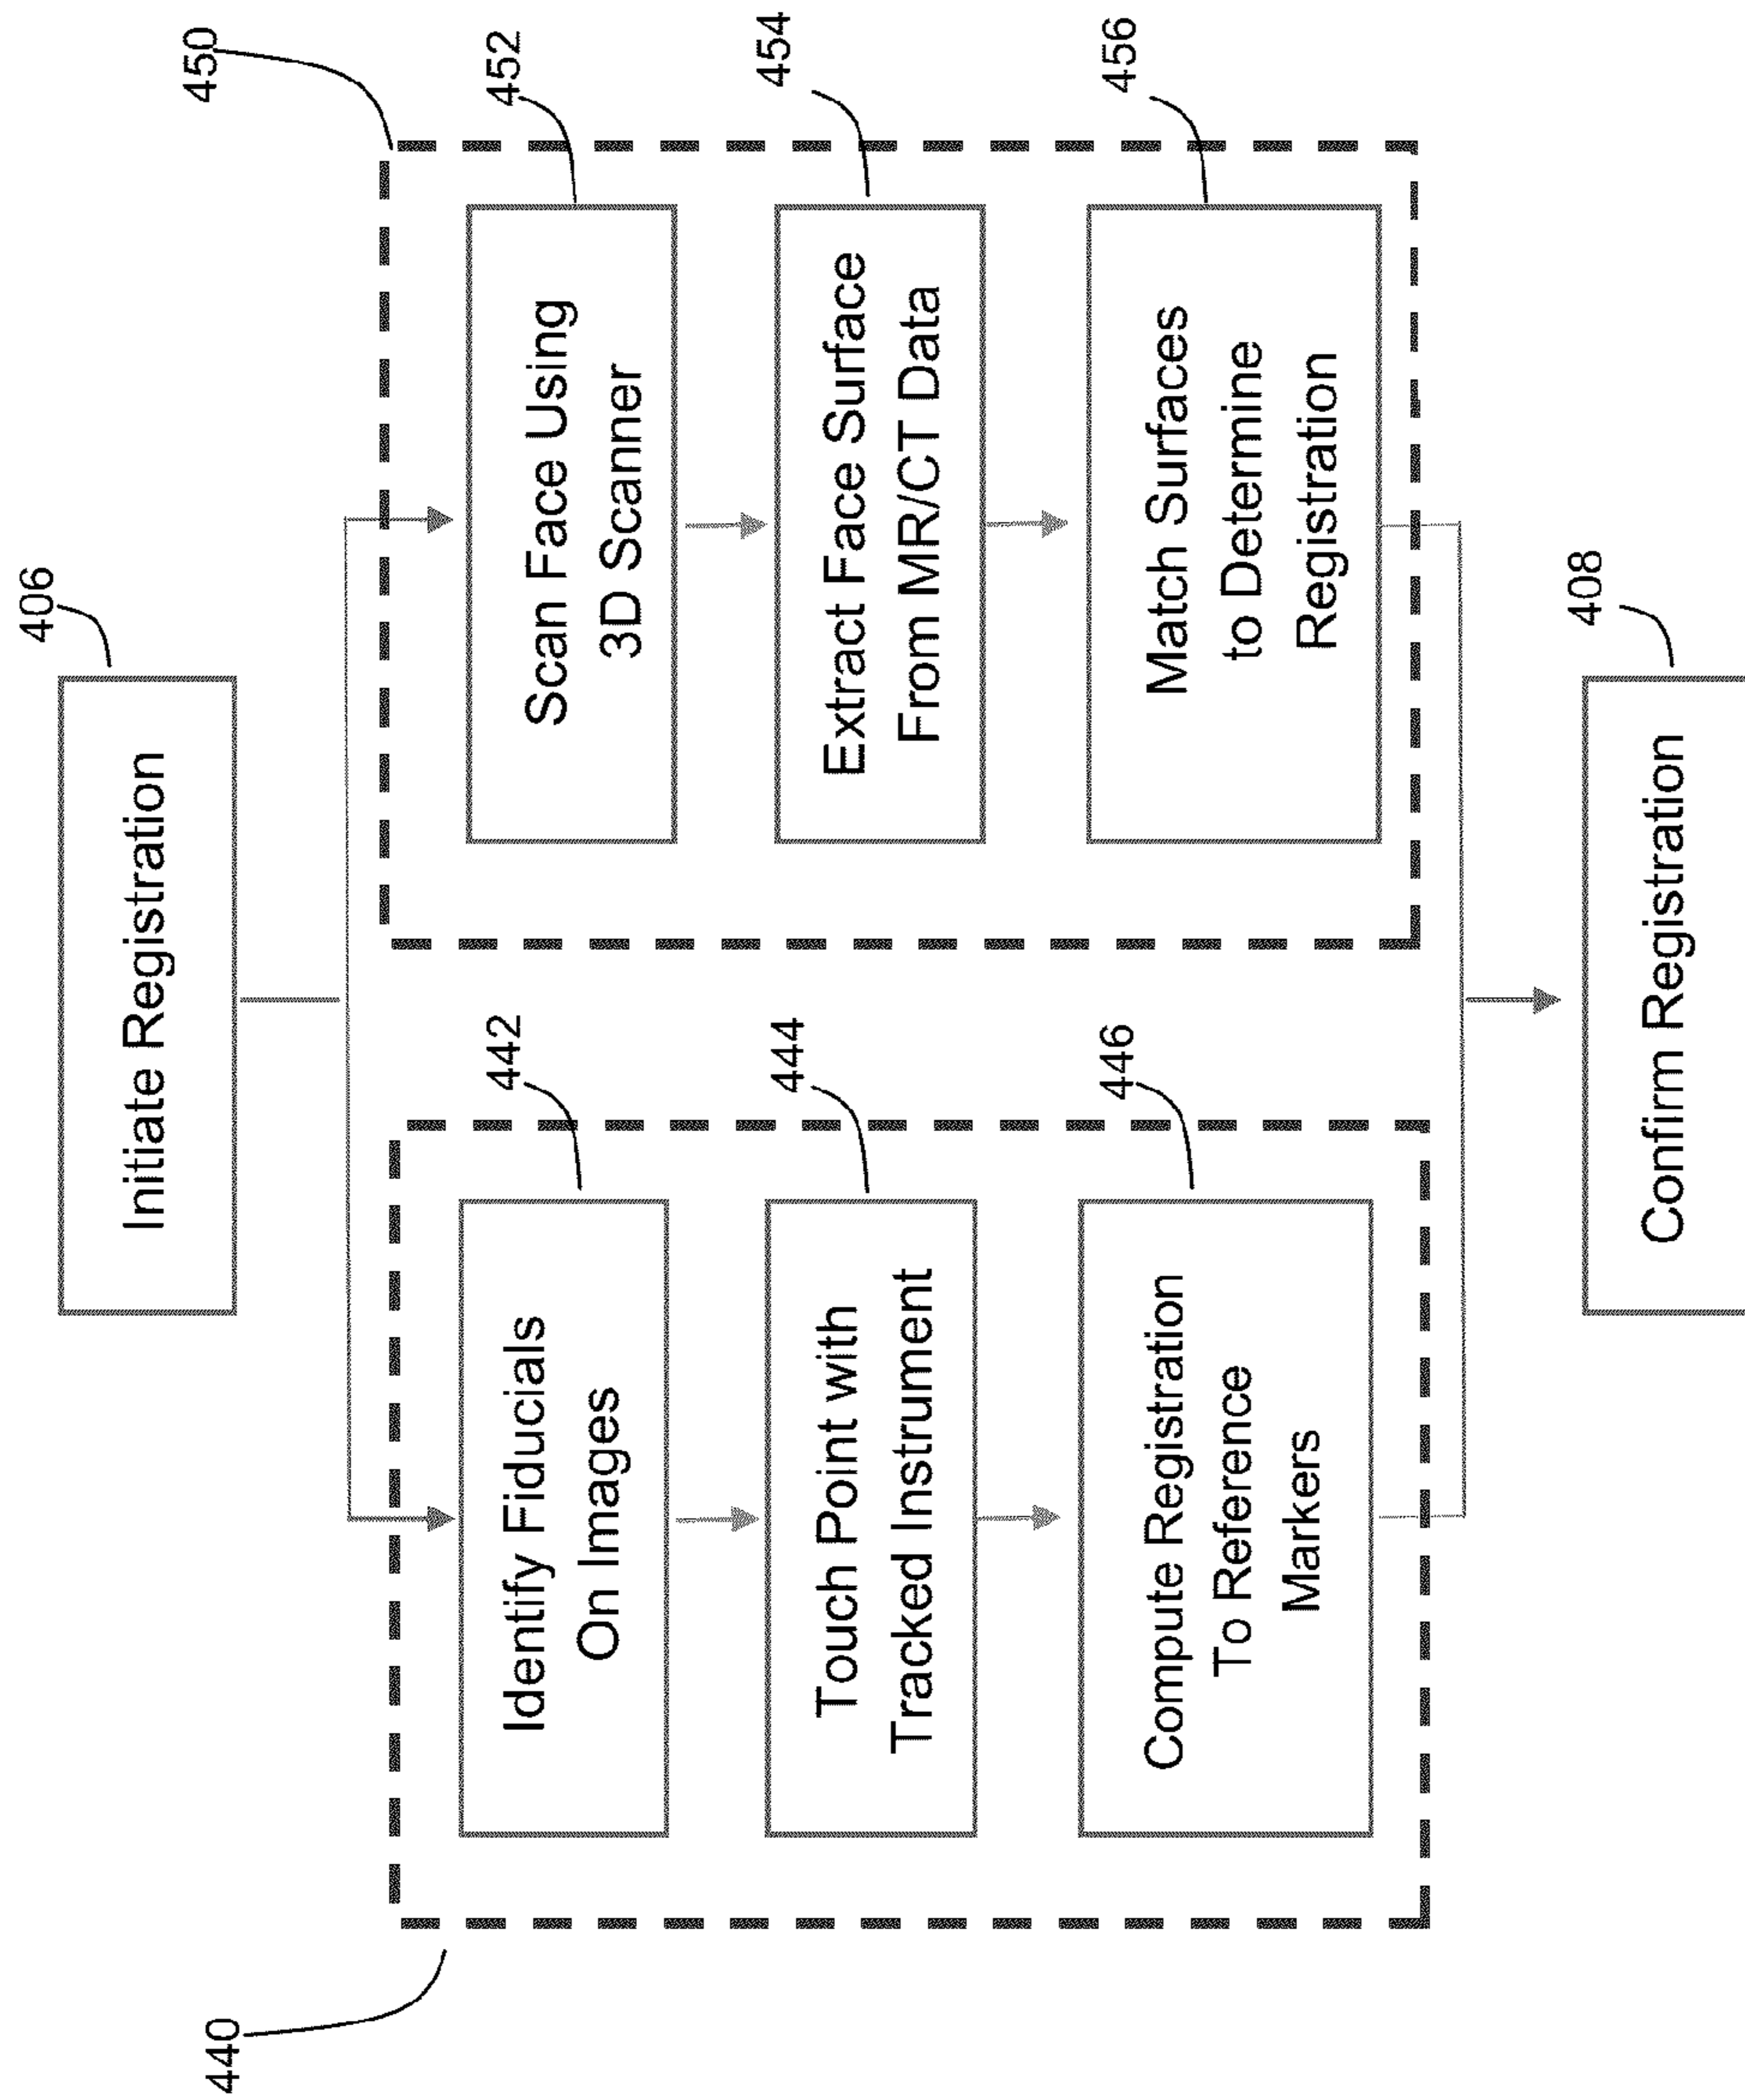 406
Initiate Registration
440
442
Identify Fiducials
On Images
444
Touch Point with
Tracked Instrument
446
Compute Registration
To Reference
Markers
450
452
Scan Face Using
3D Scanner
454
Extract Face Surface
From MR/CT Data
456
Match Surfaces
to Determine
Registration
408
Confirm Registration